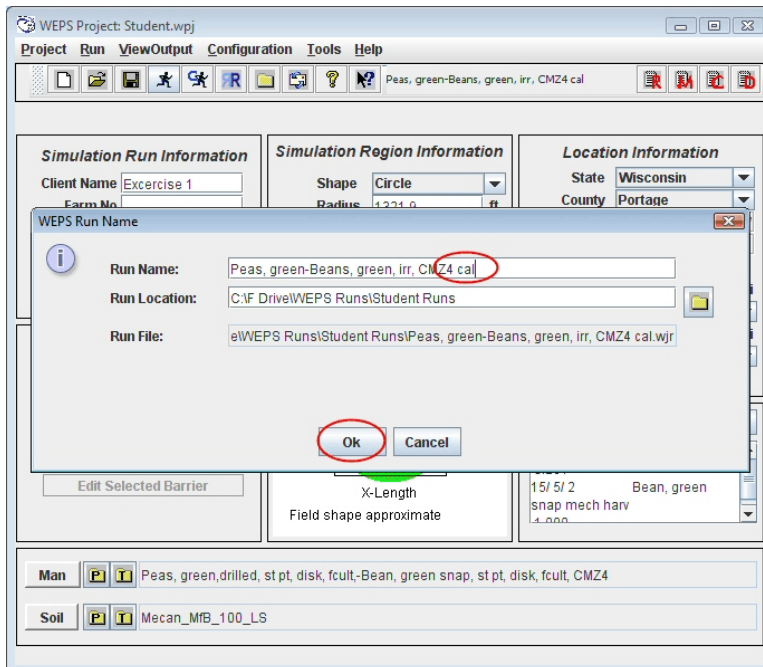 WEPS Project: Student.wpj
Project Run ViewOutput Configuration Tools Help
Peas, green-Beans, green, irr, CMZ4 cal
Simulation Run Information
Simulation Region Information
Location Information
Client Name Excercise 1
Shape Circle
State Wisconsin
Farm No
Radius 1321.9 ft
County Portage
WEPS Run Name
Run Name: Peas, green-Beans, green, irr, CMZ4 cal
Run Location: C:\F Drive\WEPS Runs\Student Runs
Run File: e\WEPS Runs\Student Runs\Peas, green-Beans, green, irr, CMZ4 cal.wjr
Ok Cancel
Edit Selected Barrier
X-Length
Field shape approximate
15/ 5/ 2 Bean, green
snap mech harv
Man P T Peas, green,drilled, st pt, disk, fcult,-Bean, green snap, st pt, disk, fcult, CMZ4
Soil P T Mecan_MfB_100_LS